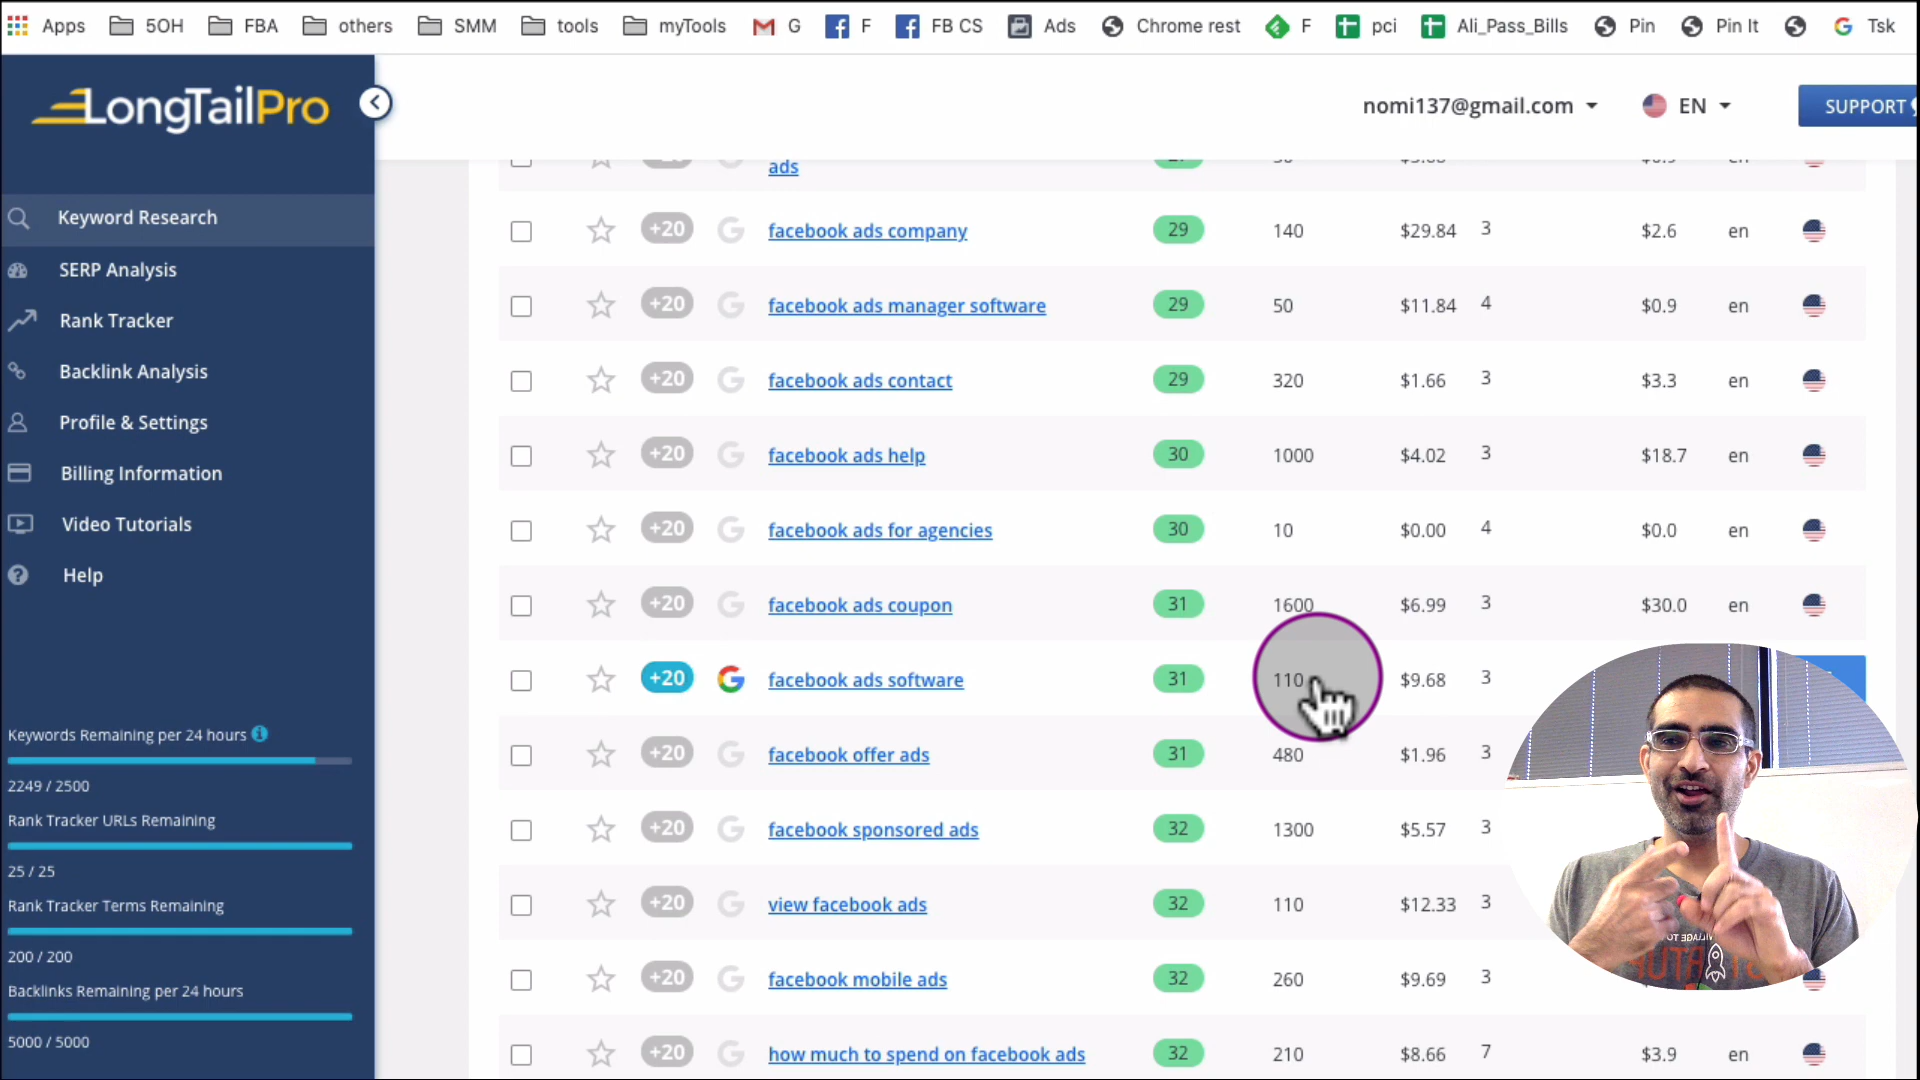 Apps 5OH FBA others SMM tools myTools G F FB CS Ads Chrome rest F pci Ali_Pass_Bills Pin Pin It Tsk
LongTailPro
nomi137@gmail.com EN SUPPORT
Keyword Research
SERP Analysis
Rank Tracker
Backlink Analysis
Profile & Settings
Billing Information
Video Tutorials
Help
Keywords Remaining per 24 hours
2249 / 2500
Rank Tracker URLs Remaining
25 / 25
Rank Tracker Terms Remaining
200 / 200
Backlinks Remaining per 24 hours
5000 / 5000
ads
+20 facebook ads company 29 140 $29.84 3 $2.6 en
+20 facebook ads manager software 29 50 $11.84 4 $0.9 en
+20 facebook ads contact 29 320 $1.66 3 $3.3 en
+20 facebook ads help 30 1000 $4.02 3 $18.7 en
+20 facebook ads for agencies 30 10 $0.00 4 $0.0 en
+20 facebook ads coupon 31 1600 $6.99 3 $30.0 en
+20 facebook ads software 31 110 $9.68 3
+20 facebook offer ads 31 480 $1.96 3
+20 facebook sponsored ads 32 1300 $5.57 3
+20 view facebook ads 32 110 $12.33 3
+20 facebook mobile ads 32 260 $9.69 3
+20 how much to spend on facebook ads 32 210 $8.66 7 $3.9 en